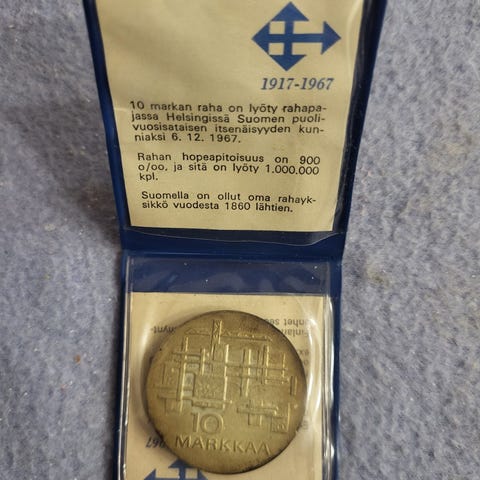 1917-1967
10 markan raha on lyöty rahapa-
jassa Helsingissä Suomen puoli-
vuosisataisen itsenäisyyden kun-
niaksi 6. 12. 1967.
Rahan hopeapitoisuus on 900
o/oo, ja sitä on lyöty 1.000.000
kpl.
Suomella on ollut oma rahayk-
sikkö vuodesta 1860 lähtien.
10
MARKKAA